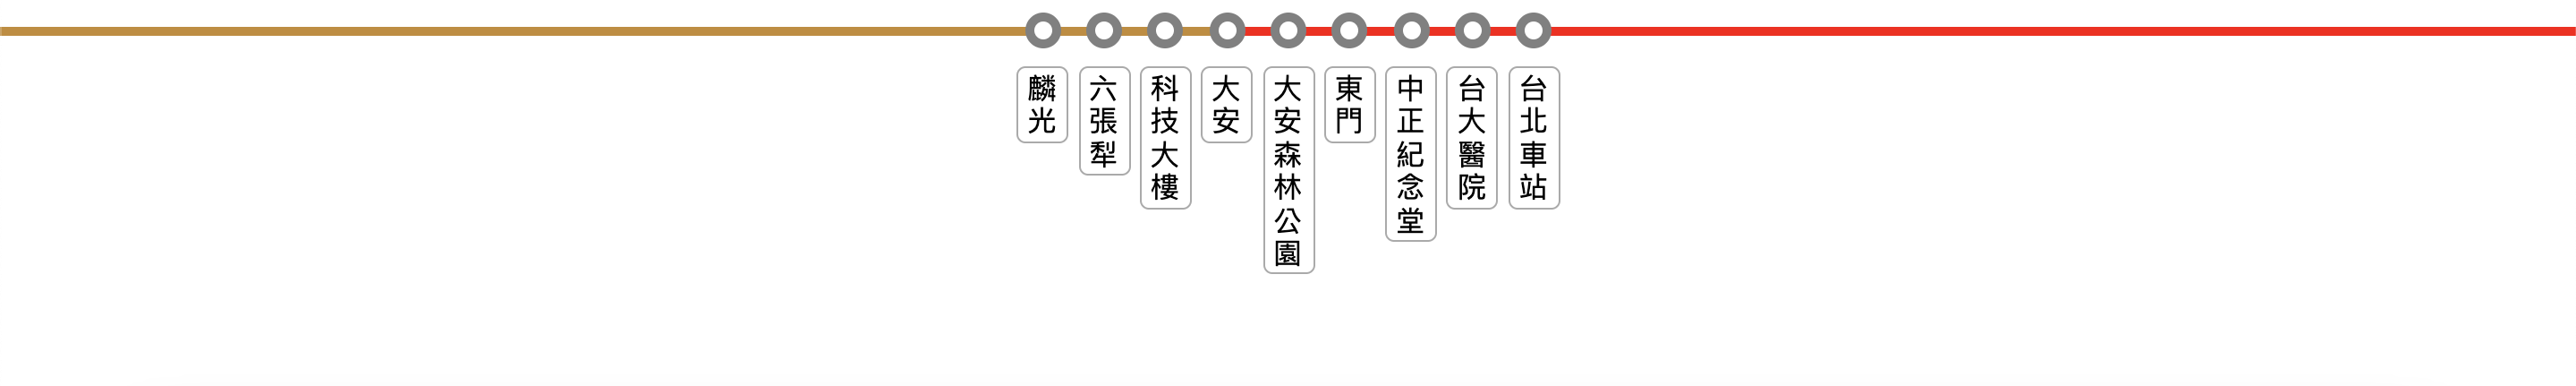 麟光
六張犁
科技大樓
大安
大安森林公園
東門
中正紀念堂
台大醫院
台北車站